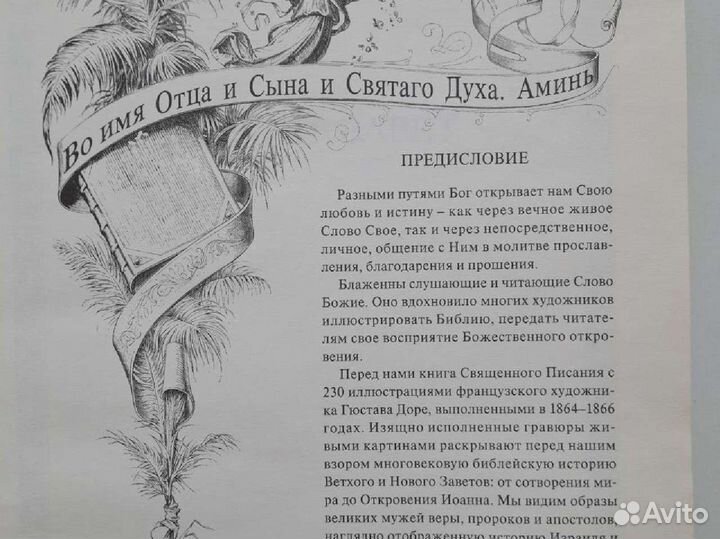 Во имя Отца и Сына и Святаго Духа. Аминь
ПРЕДИСЛОВИЕ
Разными путями Бог открывает нам Свою
любовь и истину – как через вечное живое
Слово Свое, так и через непосредственное,
личное, общение с Ним в молитве прослав-
ления, благодарения и прошения.
Блаженны слушающие и читающие Слово
Божие. Оно вдохновило многих художников
иллюстрировать Библию, передать читате-
лям свое восприятие Божественного откро-
вения.
Перед нами книга Священного Писания с
230 иллюстрациями французского художни-
ка Гюстава Доре, выполненными в 1864–1866
годах. Изящно исполненные гравюры жи-
выми картинами раскрывают перед нашим
взором многовековую библейскую историю
Ветхого и Нового Заветов: от сотворения ми-
ра до Откровения Иоанна. Мы видим образы
великих мужей веры, пророков и апостолов,
наглядно отображенную историю Израиля и
Avito